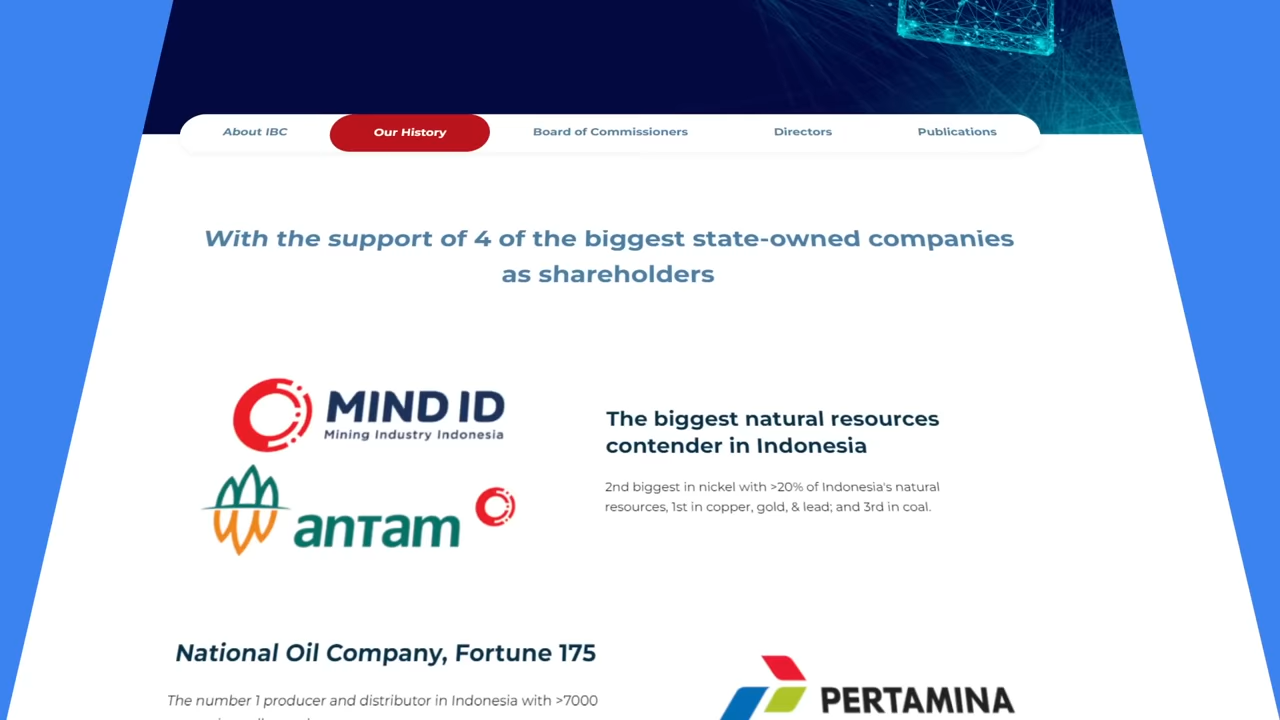 About IBC
Our History
Board of Commissioners
Directors
Publications
With the support of 4 of the biggest state-owned companies
as shareholders
MIND ID
Mining Industry Indonesia
antam
The biggest natural resources
contender in Indonesia
2nd biggest in nickel with >20% of Indonesia's natural
resources, 1st in copper, gold, & lead; and 3rd in coal.
National Oil Company, Fortune 175
The number 1 producer and distributor in Indonesia with >7000
PERTAMINA